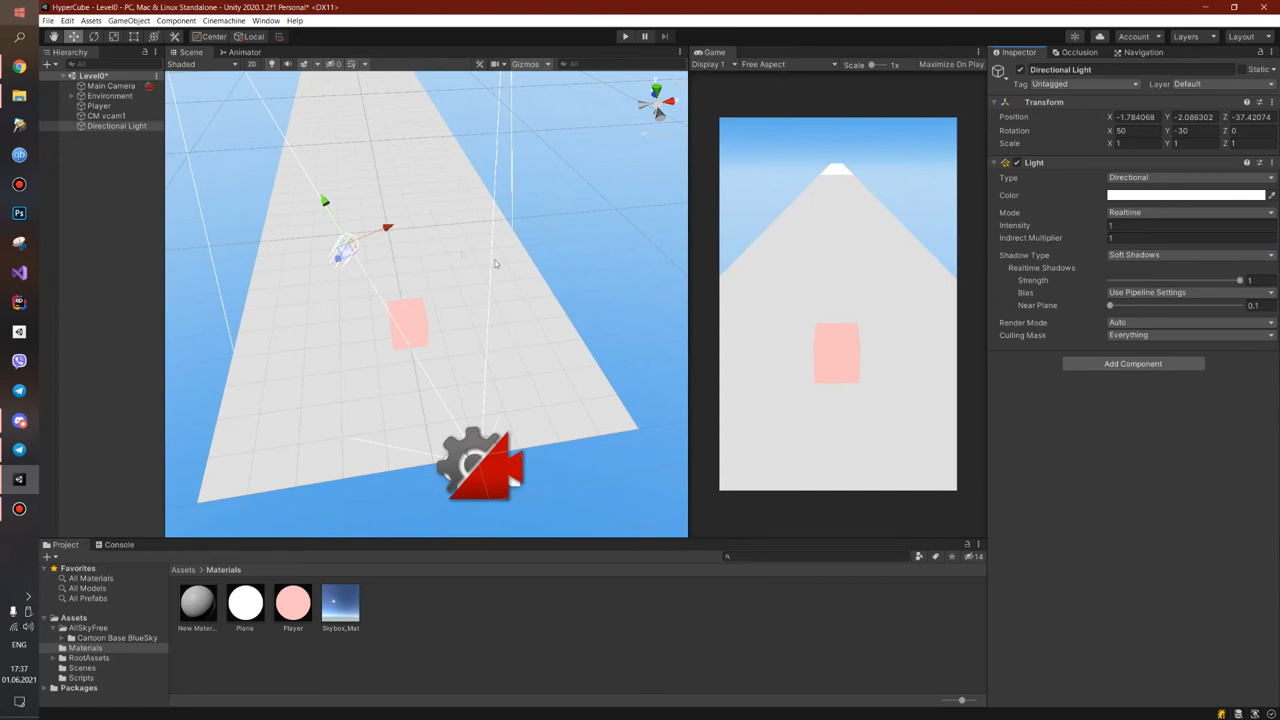 HyperCube - Level0 - PC, Mac & Linux Standalone - Unity 2020.1.2f1 Personal* <DX11>
File Edit Assets GameObject Component Cinemachine Window Help
Center Local Account Layers Layout
Hierarchy
All
Level0*
Main Camera
Environment
Player
CM vcam1
Directional Light
Scene Animator
Shaded 2D 0 Gizmos All
Game
Display 1 Free Aspect Scale 1x Maximize On Play
Inspector Occlusion Navigation
Directional Light Static
Tag Untagged Layer Default
Transform
Position X -1.784068 Y -2.086302 Z -37.42074
Rotation X 50 Y -30 Z 0
Scale X 1 Y 1 Z 1
Light
Type Directional
Color
Mode Realtime
Intensity 1
Indirect Multiplier 1
Shadow Type Soft Shadows
Realtime Shadows
Strength 1
Bias Use Pipeline Settings
Near Plane 0.1
Render Mode Auto
Culling Mask Everything
Add Component
Project Console
14
Favorites
All Materials
All Models
All Prefabs
Assets
AllSkyFree
Cartoon Base BlueSky
Materials
RootAssets
Scenes
Scripts
Packages
Assets Materials
New Mater... Plane Player Skybox_Mat
Ps
qb
ENG
17:37
01.06.2021